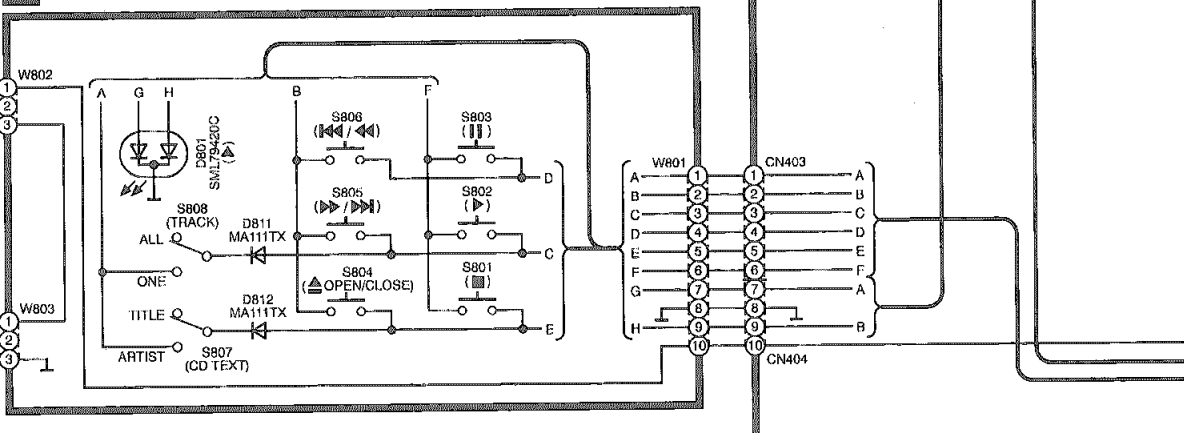 W802
1
2
3
A G H B F
D801
SML79420C
(▲)
S806
(⏮◀/◀◀)
S803
(❚❚)
D
S808
(TRACK)
ALL
ONE
D811
MA111TX
S805
(▶▶/▶▶|)
S802
(▶)
C
W803
1
2
3
TITLE
ARTIST
S807
(CD TEXT)
D812
MA111TX
S804
(⏏OPEN/CLOSE)
S801
(■)
E
W801 CN403
A 1 1 A
B 2 2 B
C 3 3 C
D 4 4 D
E 5 5 E
F 6 6 F
G 7 7 A
8 8
H 9 9 B
10 10
CN404